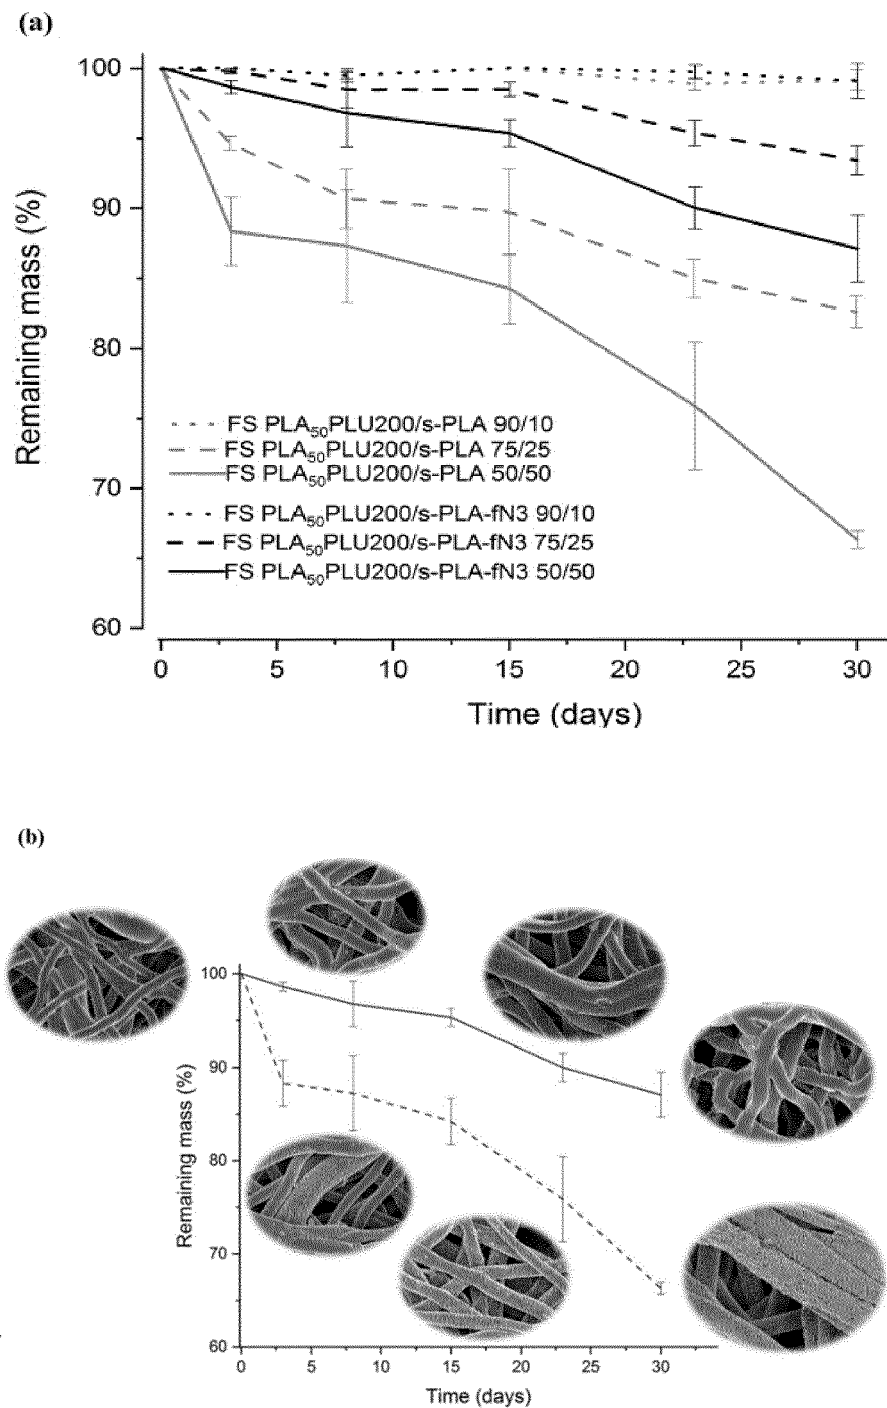 (a)
100
90
80
70
60
Remaining mass (%)
FS PLA₅₀PLU200/s-PLA 90/10
FS PLA₅₀PLU200/s-PLA 75/25
FS PLA₅₀PLU200/s-PLA 50/50
FS PLA₅₀PLU200/s-PLA-fN3 90/10
FS PLA₅₀PLU200/s-PLA-fN3 75/25
FS PLA₅₀PLU200/s-PLA-fN3 50/50
0 5 10 15 20 25 30
Time (days)
(b)
100
90
80
70
60
Remaining mass (%)
0 5 10 15 20 25 30
Time (days)